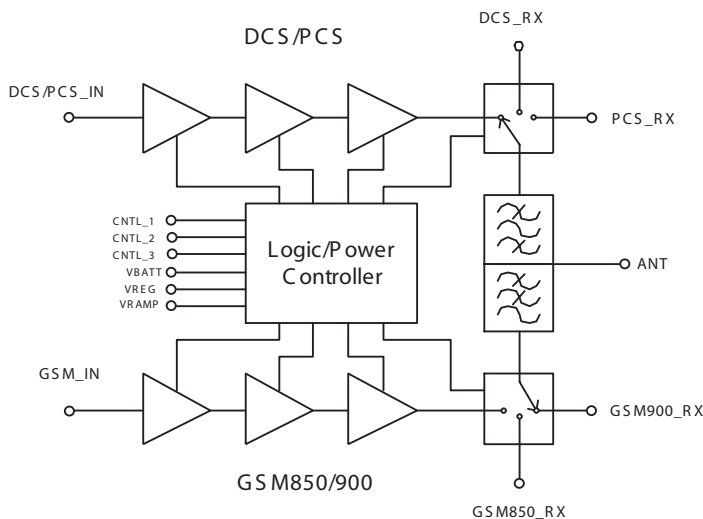 DCS/PCS
DCS_RX
DCS/PCS_IN
PCS_RX
CNTL_1
CNTL_2
CNTL_3
VBATT
VREG
VRAMP
Logic/Power
Controller
ANT
GSM_IN
GSM900_RX
GSM850/900
GSM850_RX